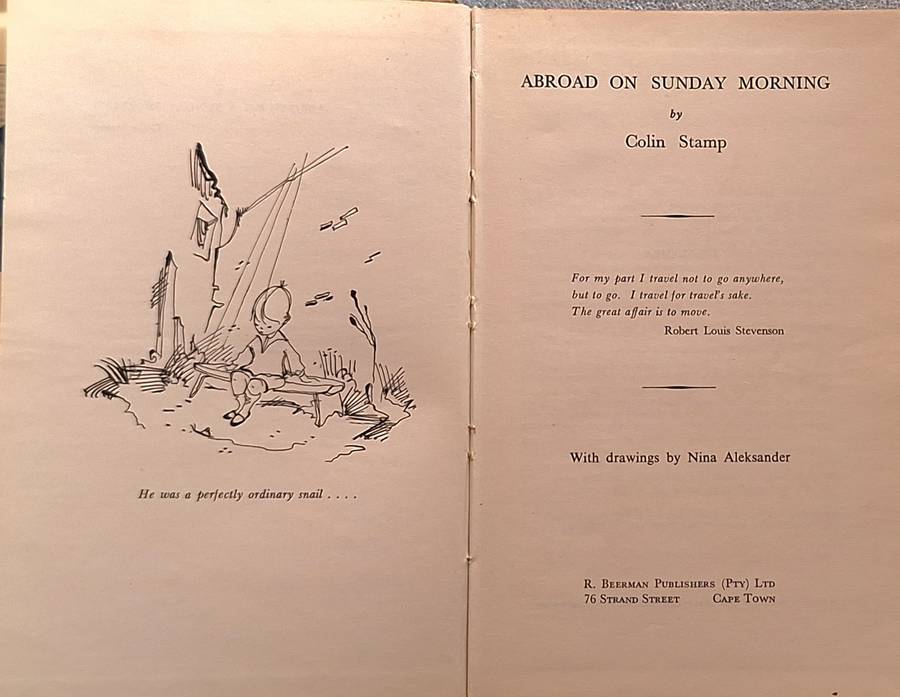 He was a perfectly ordinary snail . . . .
ABROAD ON SUNDAY MORNING
by
Colin Stamp
For my part I travel not to go anywhere,
but to go. I travel for travel's sake.
The great affair is to move.
Robert Louis Stevenson
With drawings by Nina Aleksander
R. Beerman Publishers (Pty) Ltd
76 Strand Street Cape Town